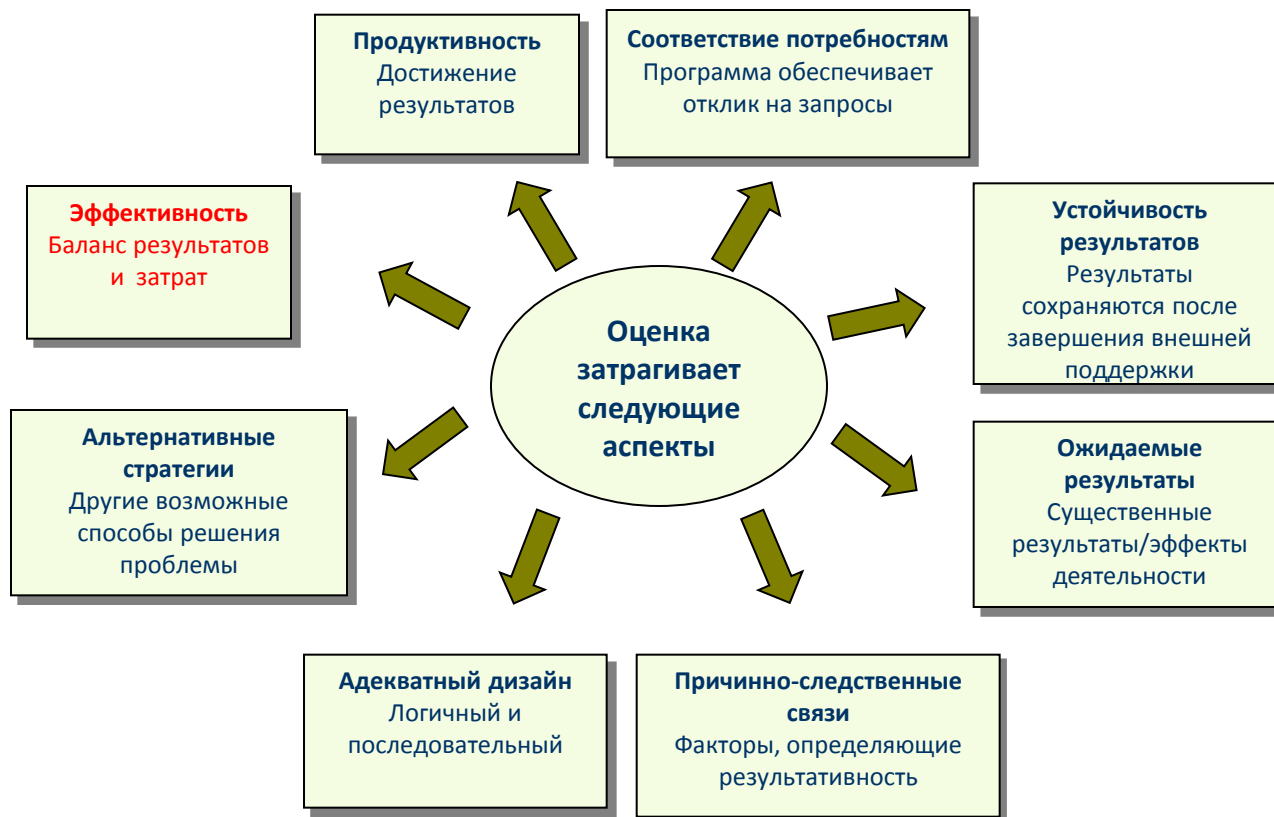 Продуктивность
Достижение
результатов
Соответствие потребностям
Программа обеспечивает
отклик на запросы
Эффективность
Баланс результатов
и затрат
Устойчивость
результатов
Результаты
сохраняются после
завершения внешней
поддержки
Оценка
затрагивает
следующие
аспекты
Альтернативные
стратегии
Другие возможные
способы решения
проблемы
Ожидаемые
результаты
Существенные
результаты/эффекты
деятельности
Адекватный дизайн
Логичный и
последовательный
Причинно-следственные
связи
Факторы, определяющие
результативность